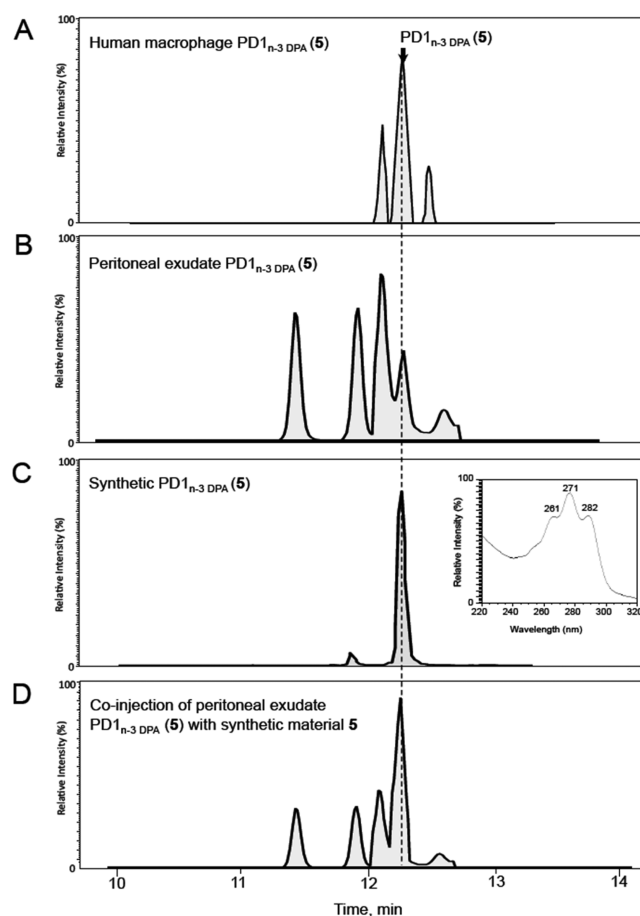 A
100
Human macrophage PD1n-3 DPA (5)
PD1n-3 DPA (5)
Relative Intensity (%)
0
B
100
Peritoneal exudate PD1n-3 DPA (5)
Relative Intensity (%)
0
C
100
Synthetic PD1n-3 DPA (5)
Relative Intensity (%)
0
100
271
261
282
Relative Intensity (%)
0
220 240 260 280 300 320
Wavelength (nm)
D
100
Co-injection of peritoneal exudate
PD1n-3 DPA (5) with synthetic material 5
Relative Intensity (%)
0
10 11 12 13 14
Time, min